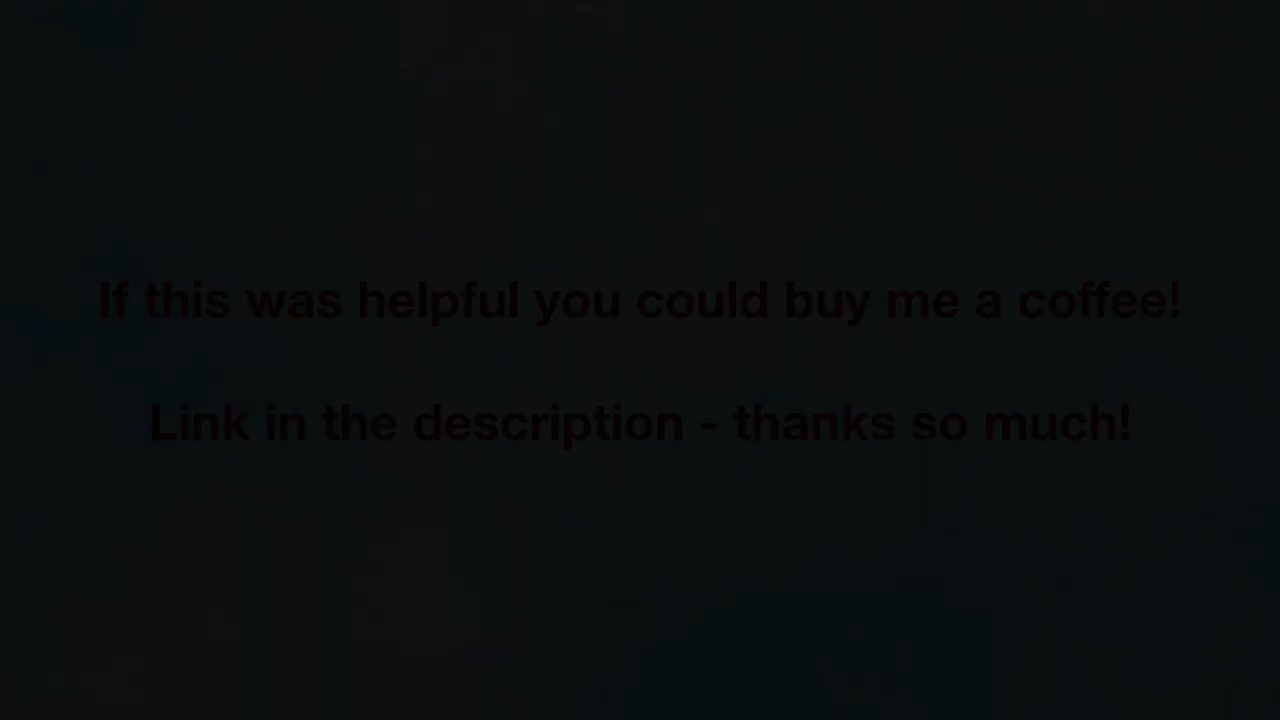 If this was helpful you could buy me a coffee!
Link in the description - thanks so much!